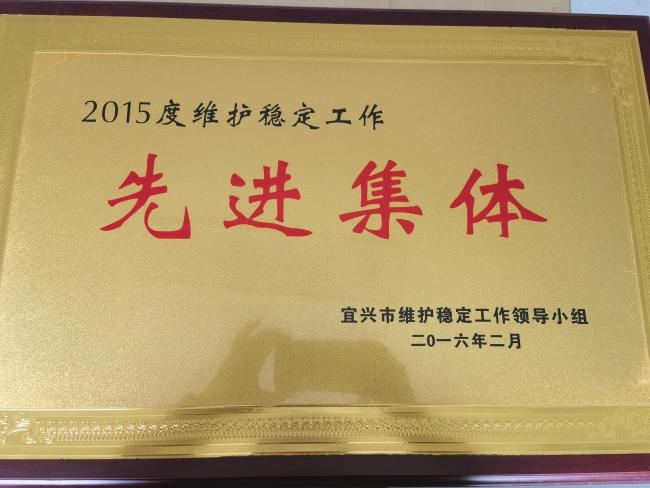 2015度维护稳定工作
先进集体
宜兴市维护稳定工作领导小组
二0一六年二月